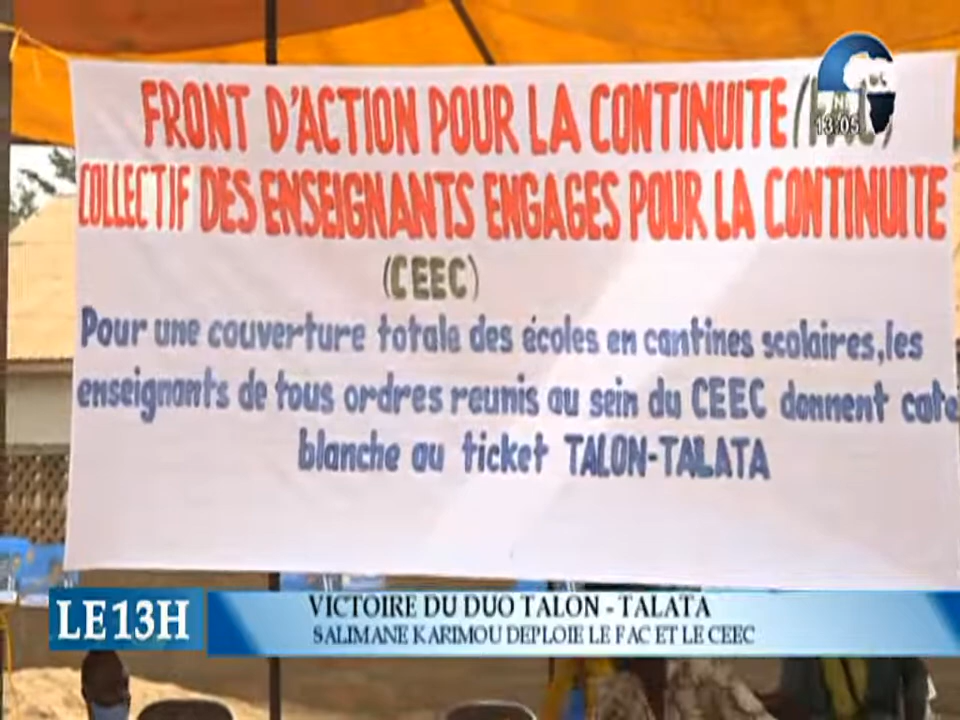 FRONT D'ACTION POUR LA CONTINUITE
13:05
COLLECTIF DES ENSEIGNANTS ENGAGES POUR LA CONTINUITE
(CEEC)
Pour une couverture totale des écoles en cantines scolaires, les
enseignants de tous ordres reunis au sein du CEEC donnent cate
blanche au ticket TALON-TALATA
LE 13H
VICTOIRE DU DUO TALON - TALATA
SALIMANE KARIMOU DEPLOIE LE FAC ET LE CEEC